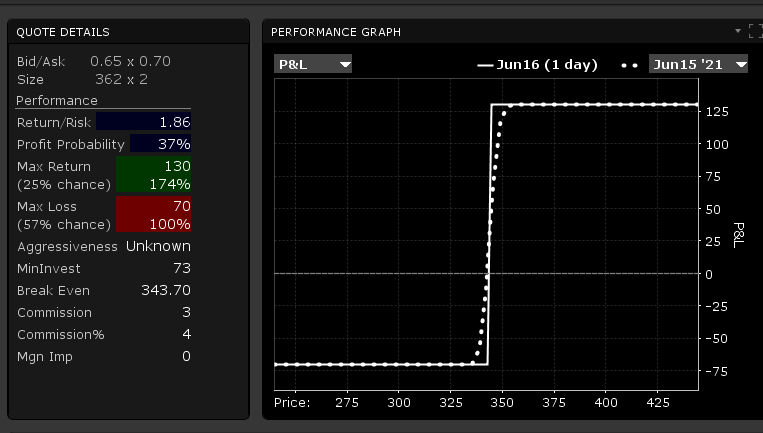 QUOTE DETAILS
Bid/Ask 0.65 x 0.70
Size 362 x 2
Performance
Return/Risk 1.86
Profit Probability 37%
Max Return 130
(25% chance) 174%
Max Loss 70
(57% chance) 100%
Aggressiveness Unknown
MinInvest 73
Break Even 343.70
Commission 3
Commission% 4
Mgn Imp 0
PERFORMANCE GRAPH
P&L Jun16 (1 day) Jun15 '21
125
100
75
50
25
0
-25
-50
-75
P&L
Price: 275 300 325 350 375 400 425